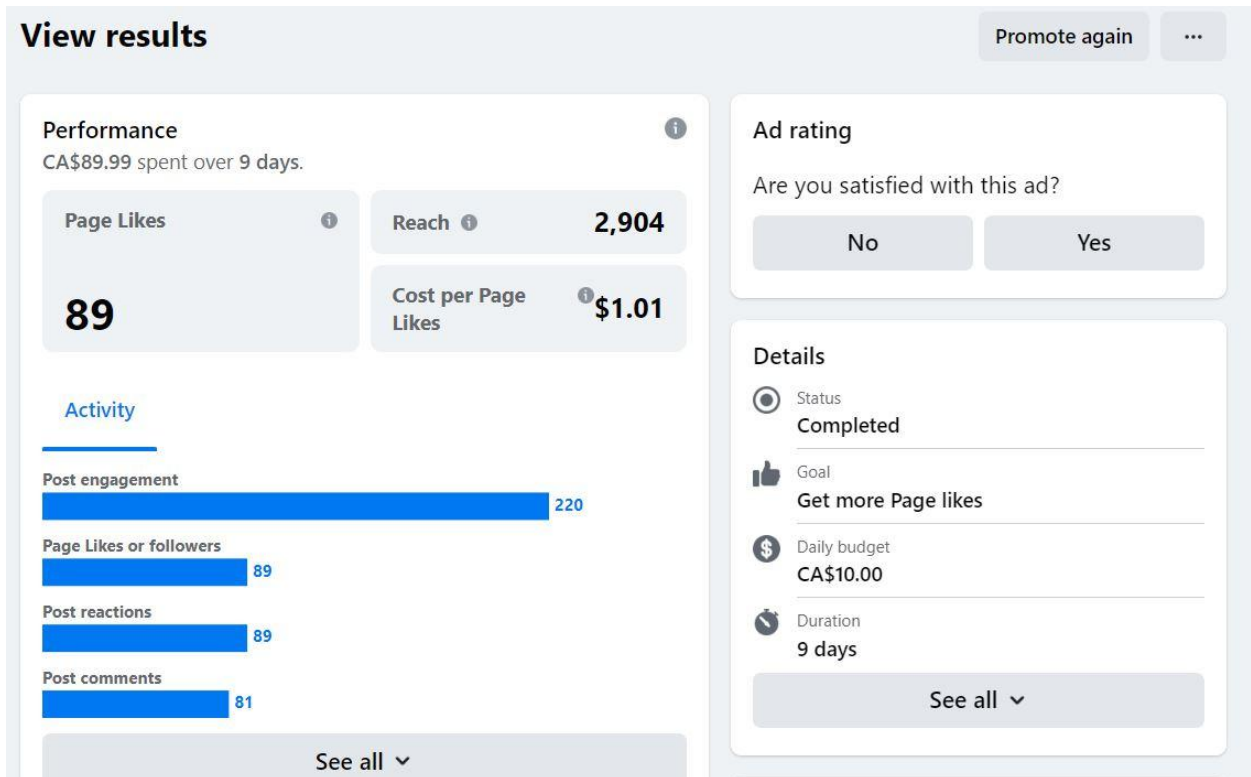 View results
Promote again
...
Performance
CA$89.99 spent over 9 days.
Page Likes
89
Reach
2,904
Cost per Page
Likes
$1.01
Activity
Post engagement
220
Page Likes or followers
89
Post reactions
89
Post comments
81
See all
Ad rating
Are you satisfied with this ad?
No
Yes
Details
Status
Completed
Goal
Get more Page likes
Daily budget
CA$10.00
Duration
9 days
See all